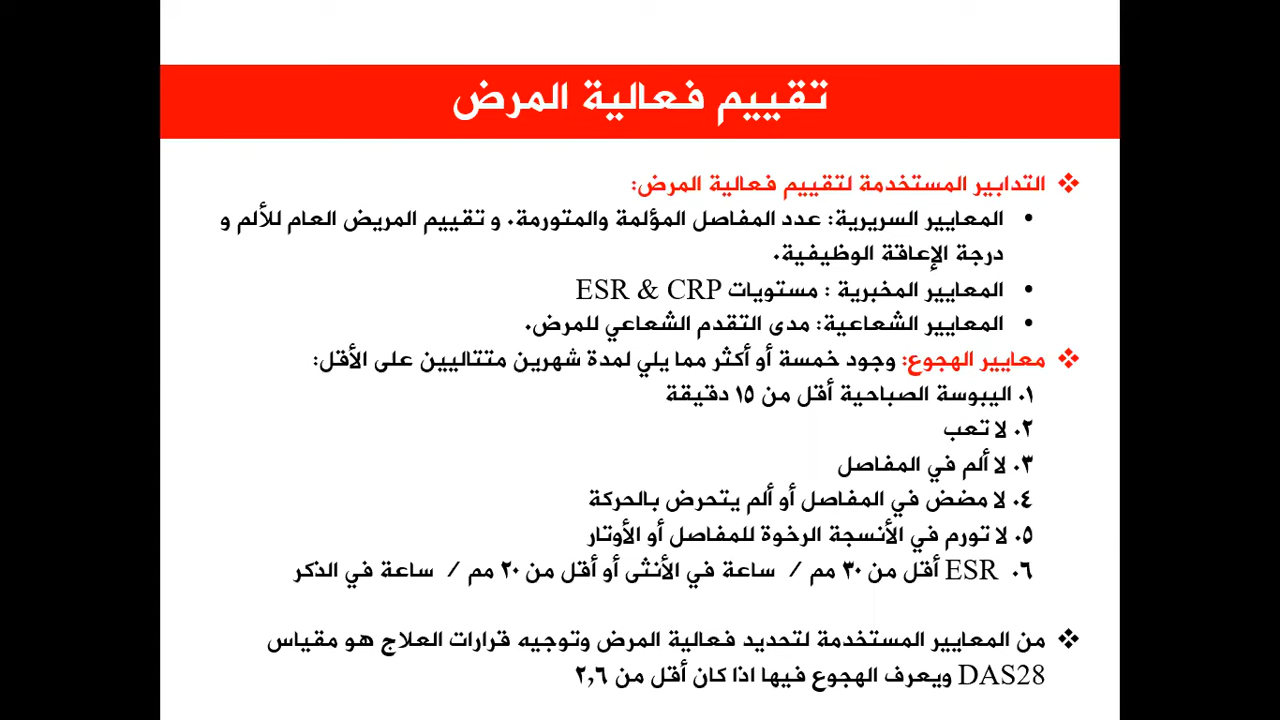 تقييم فعالية المرض
❖ التدابير المستخدمة لتقييم فعالية المرض:
• المعايير السريرية: عدد المفاصل المؤلمة والمتورمة. و تقييم المريض العام للألم و
درجة الإعاقة الوظيفية.
• المعايير المخبرية : مستويات ESR & CRP
• المعايير الشعاعية: مدى التقدم الشعاعي للمرض.
❖ معايير الهجوع: وجود خمسة أو أكثر مما يلي لمدة شهرين متتاليين على الأقل:
١. اليبوسة الصباحية أقل من ١٥ دقيقة
٢. لا تعب
٣. لا ألم في المفاصل
٤. لا مضض في المفاصل أو ألم يتحرض بالحركة
٥. لا تورم في الأنسجة الرخوة للمفاصل أو الأوتار
٦. ESR أقل من ٣٠ مم / ساعة في الأنثى أو أقل من ٢٠ مم / ساعة في الذكر
❖ من المعايير المستخدمة لتحديد فعالية المرض وتوجيه قرارات العلاج هو مقياس
DAS28 ويعرف الهجوع فيها اذا كان أقل من ٢,٦